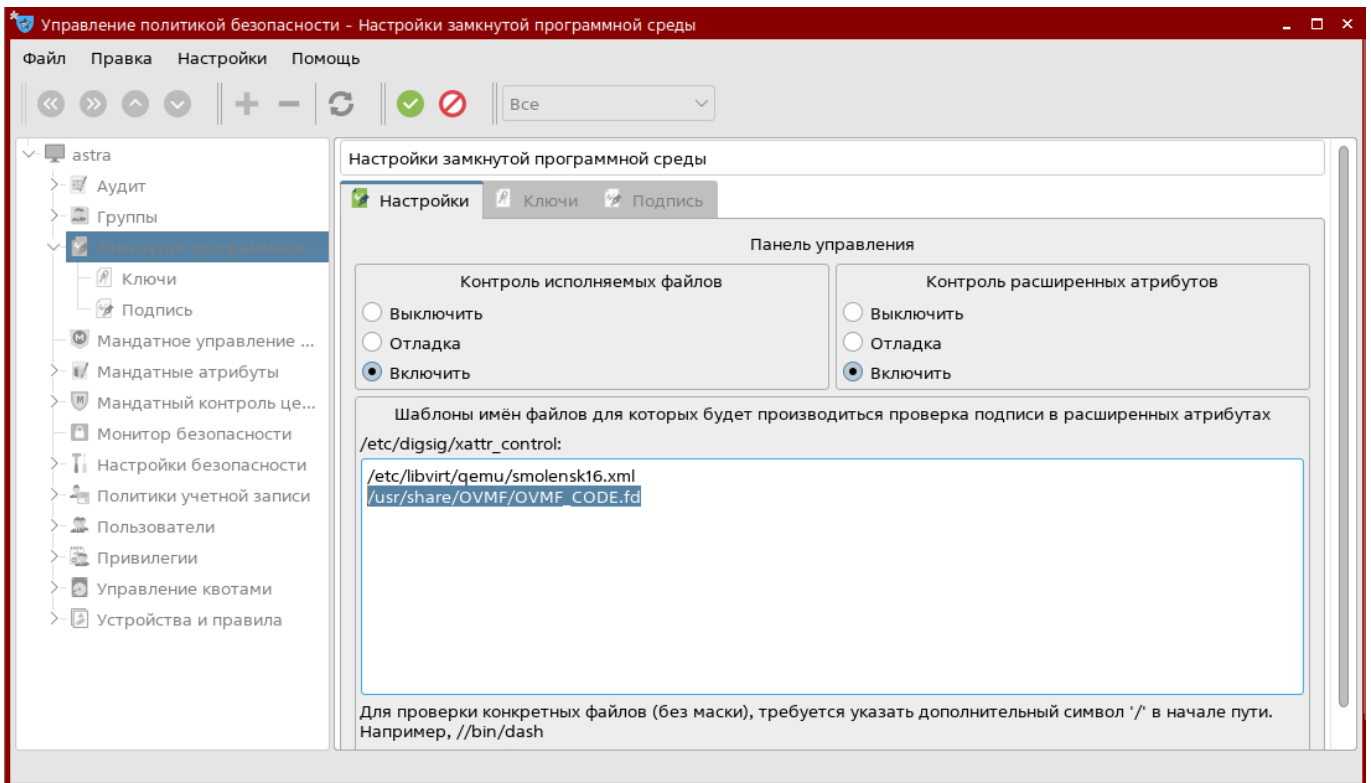 Управление политикой безопасности - Настройки замкнутой программной среды
Файл Правка Настройки Помощь
Все
astra
Аудит
Группы
Замкнутая программная ...
Ключи
Подпись
Мандатное управление ...
Мандатные атрибуты
Мандатный контроль це...
Монитор безопасности
Настройки безопасности
Политики учетной записи
Пользователи
Привилегии
Управление квотами
Устройства и правила
Настройки замкнутой программной среды
Настройки Ключи Подпись
Панель управления
Контроль исполняемых файлов
Выключить
Отладка
Включить
Контроль расширенных атрибутов
Выключить
Отладка
Включить
Шаблоны имён файлов для которых будет производиться проверка подписи в расширенных атрибутах
/etc/digsig/xattr_control:
/etc/libvirt/qemu/smolensk16.xml
/usr/share/OVMF/OVMF_CODE.fd
Для проверки конкретных файлов (без маски), требуется указать дополнительный символ '/' в начале пути.
Например, //bin/dash